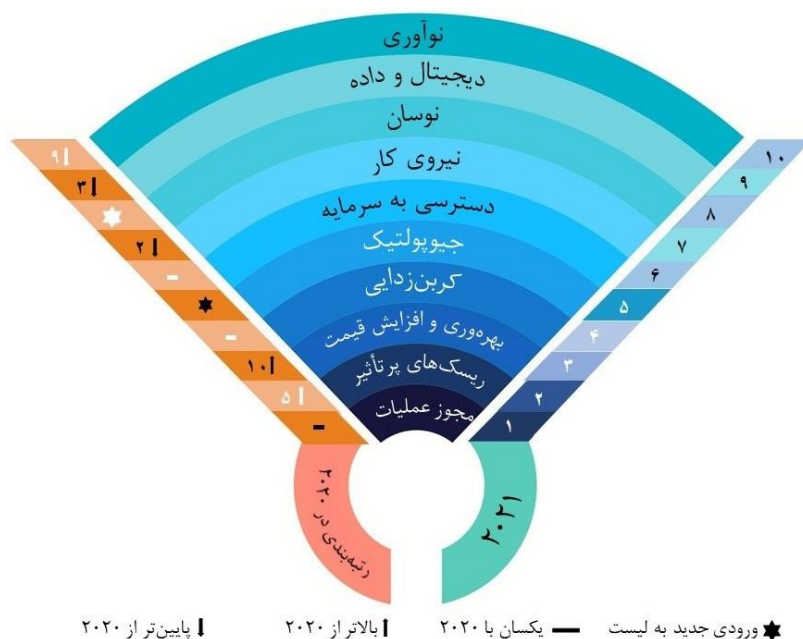 نوآوری
دیجیتال و داده
نوسان
نیروی کار
دسترسی به سرمایه
جیوپولتیک
کربن‌زدایی
بهره‌وری و افزایش قیمت
ریسک‌های پرتأثیر
مجوز عملیات
۱۰
۹
۸
۷
۶
۵
۴
۳
۲
۱
۹
۳
۲
۱۰
۵
۲۰۲۱
رتبه‌بندی در ۲۰۲۰
ورودی جدید به لیست
یکسان با ۲۰۲۰
بالاتر از ۲۰۲۰
پایین‌تر از ۲۰۲۰